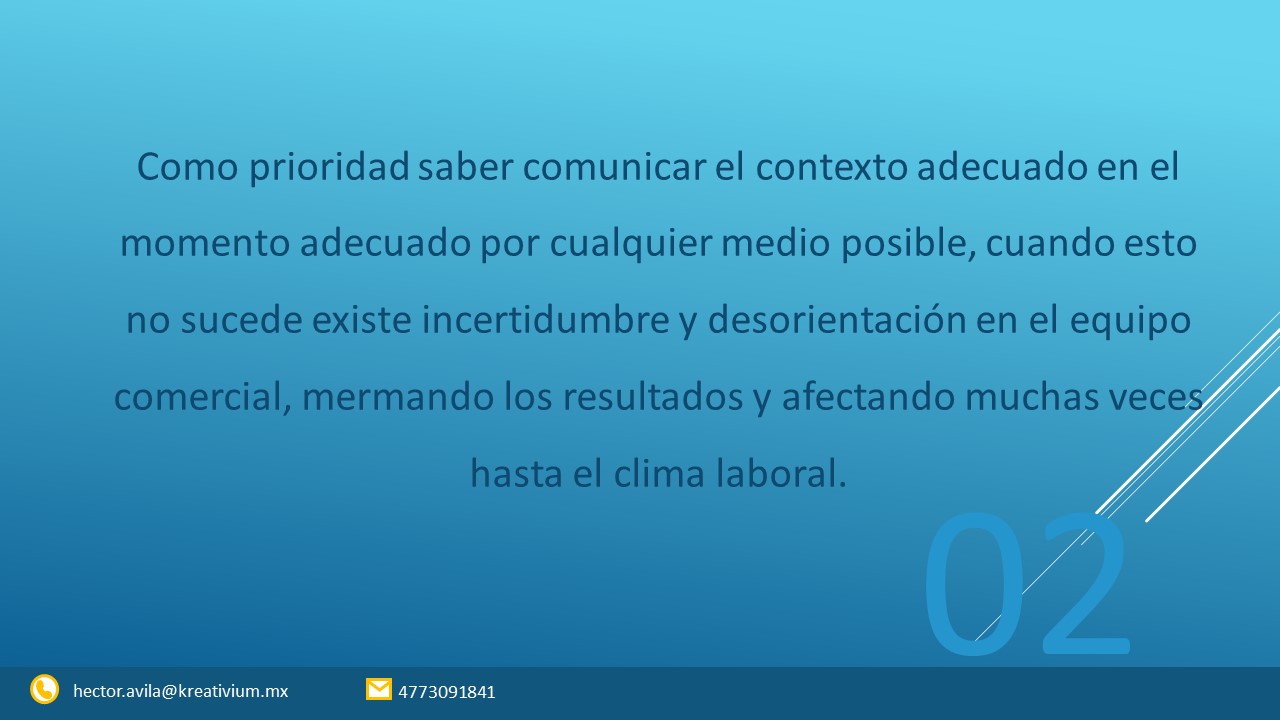 Como prioridad saber comunicar el contexto adecuado en el
momento adecuado por cualquier medio posible, cuando esto
no sucede existe incertidumbre y desorientación en el equipo
comercial, mermando los resultados y afectando muchas veces
hasta el clima laboral.
02
hector.avila@kreativium.mx
4773091841